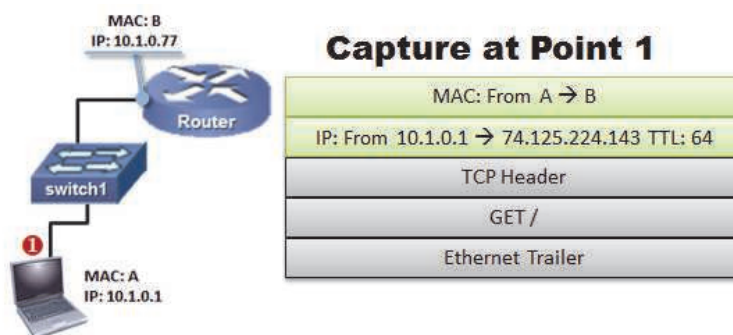 MAC: B
IP: 10.1.0.77
Router
switch1
1
MAC: A
IP: 10.1.0.1
Capture at Point 1
MAC: From A → B
IP: From 10.1.0.1 → 74.125.224.143 TTL: 64
TCP Header
GET /
Ethernet Trailer